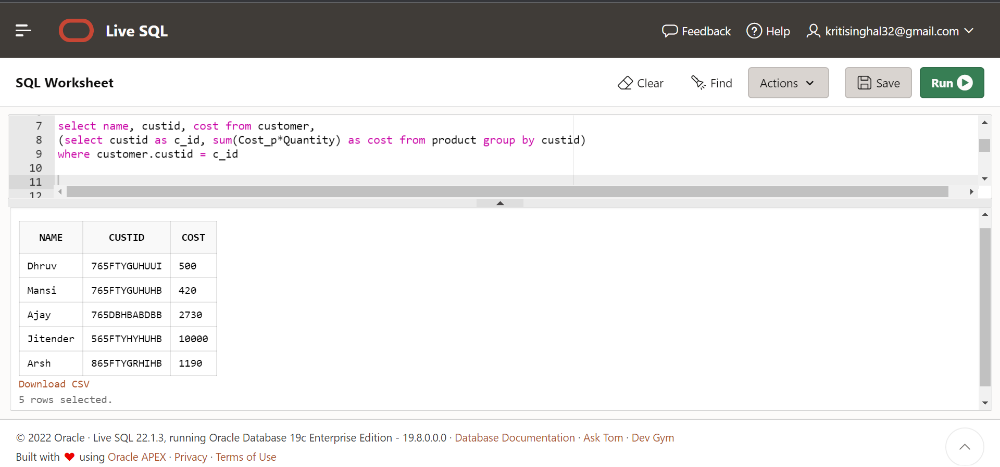 Live SQL
Feedback Help kritisinghal32@gmail.com
SQL Worksheet
Clear Find Actions Save Run
7 select name, custid, cost from customer,
8 (select custid as c_id, sum(Cost_p*Quantity) as cost from product group by custid)
9 where customer.custid = c_id
10
11
12
NAME CUSTID COST
Dhruv 765FTYGUHUUI 500
Mansi 765FTYGUHUHB 420
Ajay 765DBHBABDBB 2730
Jitender 565FTYHYHUHB 10000
Arsh 865FTYGRHIHB 1190
Download CSV
5 rows selected.
© 2022 Oracle · Live SQL 22.1.3, running Oracle Database 19c Enterprise Edition - 19.8.0.0.0 · Database Documentation · Ask Tom · Dev Gym
Built with ♥ using Oracle APEX · Privacy · Terms of Use